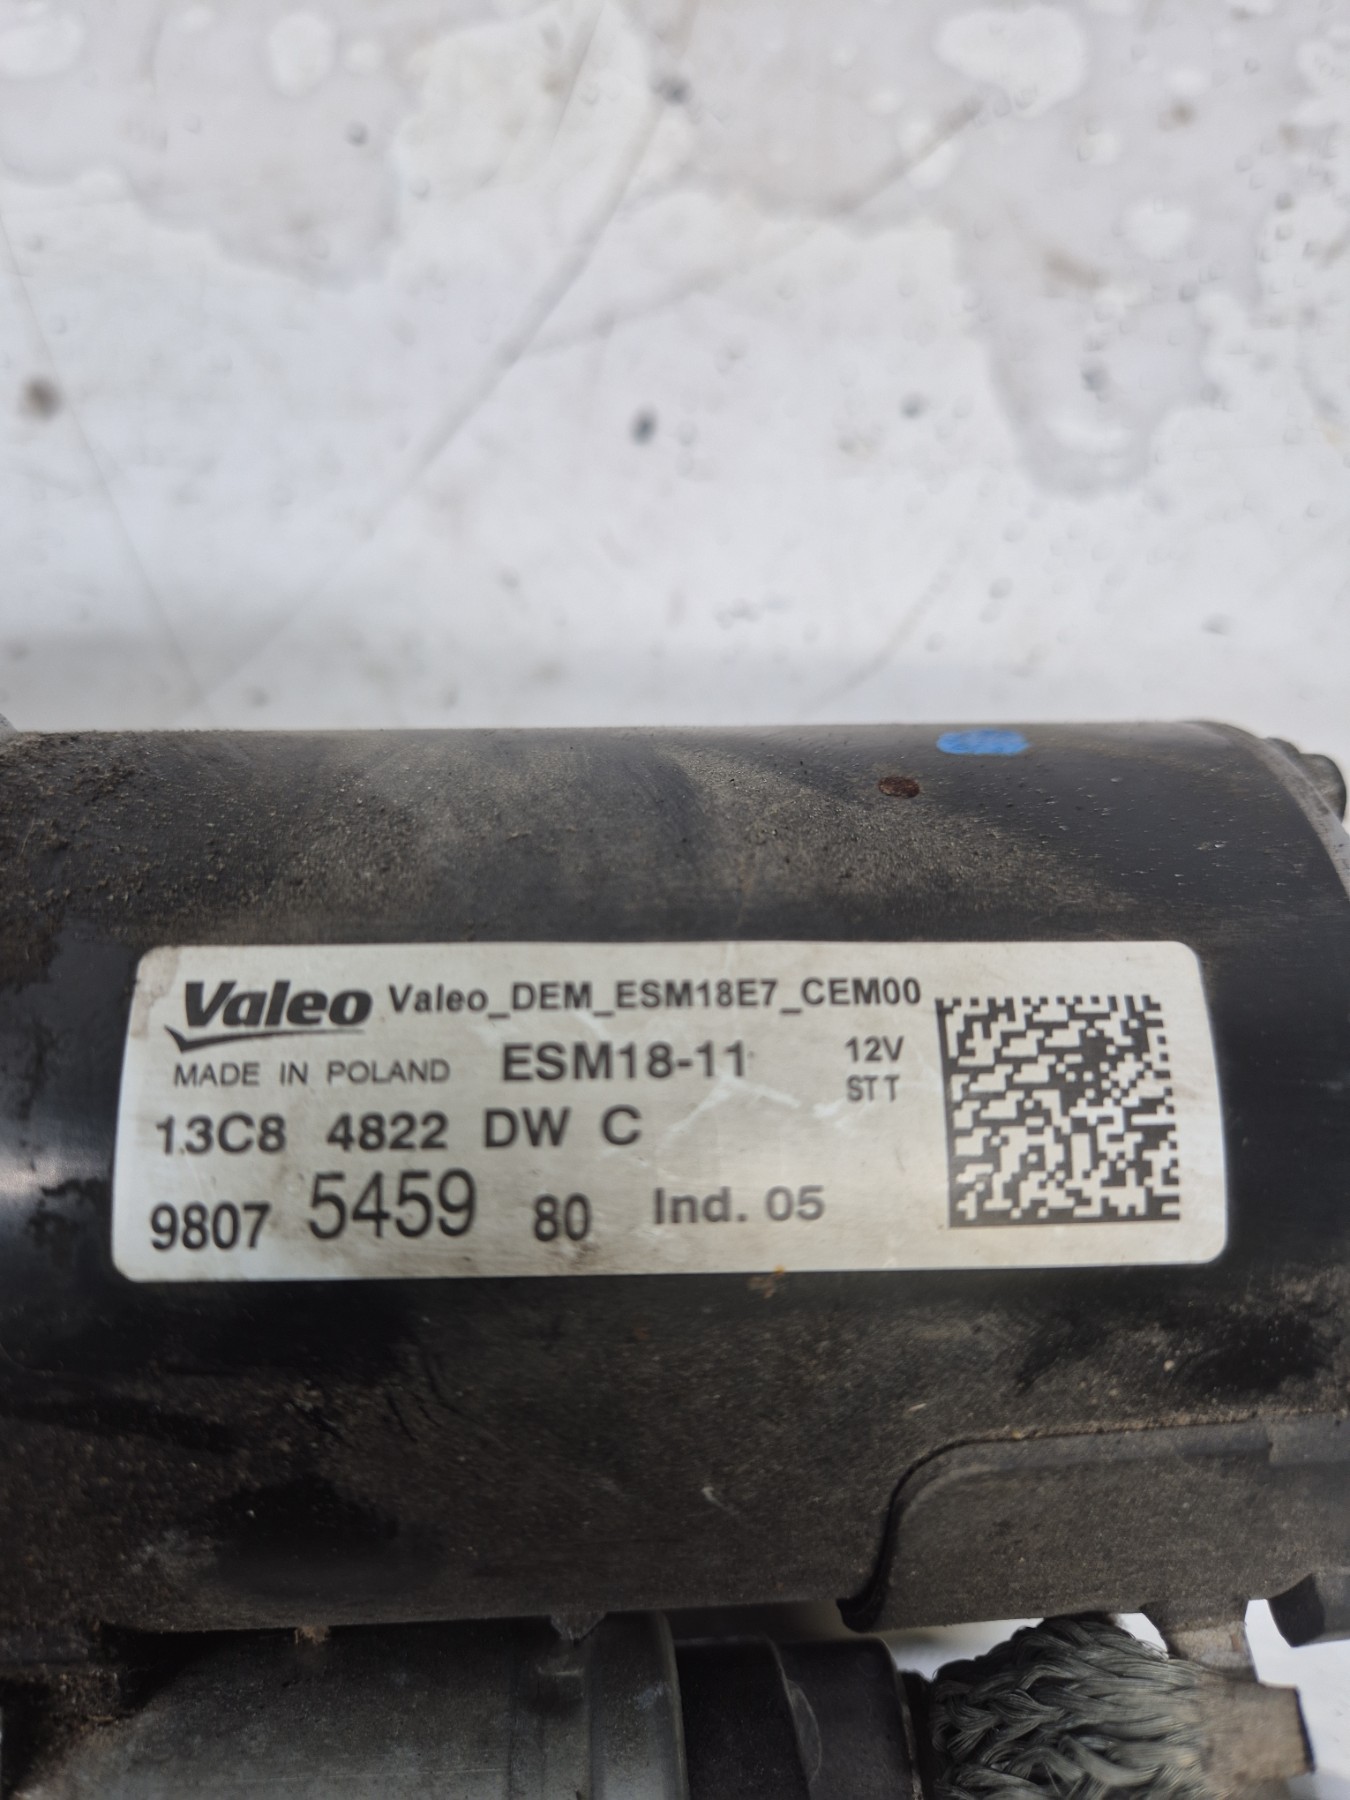 Valeo Valeo_DEM_ESM18E7_CEM00
MADE IN POLAND ESM18-11 12V
STT
13C8 4822 DW C
9807 5459 80 Ind. 05